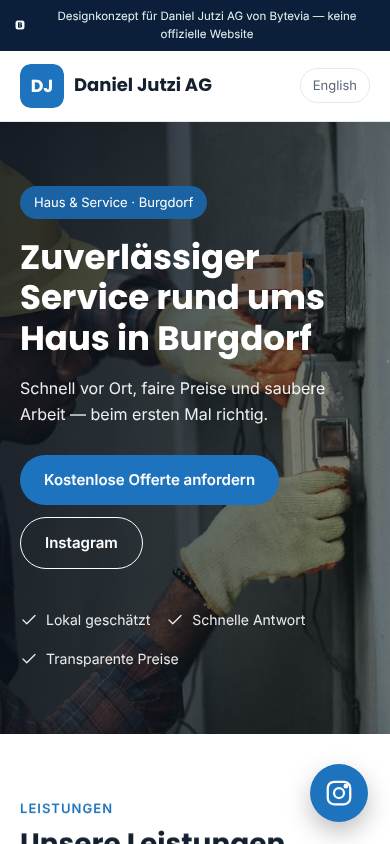 B
Designkonzept für Daniel Jutzi AG von Bytevia — keine
offizielle Website
DJ
Daniel Jutzi AG
English
Haus & Service · Burgdorf
Zuverlässiger
Service rund ums
Haus in Burgdorf
Schnell vor Ort, faire Preise und saubere
Arbeit — beim ersten Mal richtig.
Kostenlose Offerte anfordern
Instagram
Lokal geschätzt
Schnelle Antwort
Transparente Preise
LEISTUNGEN
Unsere Leistungen